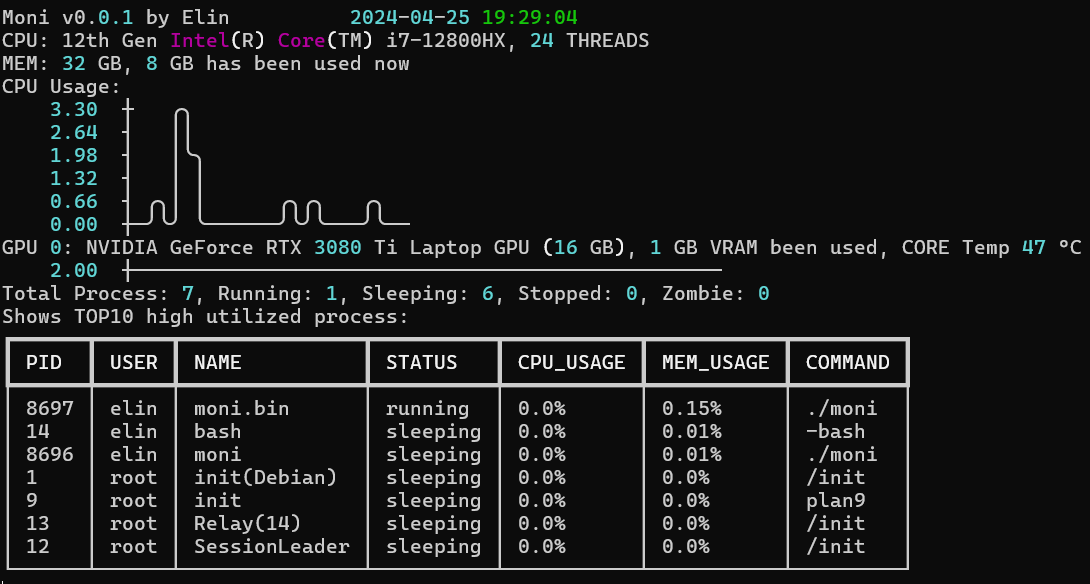 Moni v0.0.1 by Elin 2024-04-25 19:29:04
CPU: 12th Gen Intel(R) Core(TM) i7-12800HX, 24 THREADS
MEM: 32 GB, 8 GB has been used now
CPU Usage:
3.30
2.64
1.98
1.32
0.66
0.00
GPU 0: NVIDIA GeForce RTX 3080 Ti Laptop GPU (16 GB), 1 GB VRAM been used, CORE Temp 47 °C
2.00
Total Process: 7, Running: 1, Sleeping: 6, Stopped: 0, Zombie: 0
Shows TOP10 high utilized process:
PID USER NAME STATUS CPU_USAGE MEM_USAGE COMMAND
8697 elin moni.bin running 0.0% 0.15% ./moni
14 elin bash sleeping 0.0% 0.01% -bash
8696 elin moni sleeping 0.0% 0.01% ./moni
1 root init(Debian) sleeping 0.0% 0.0% /init
9 root init sleeping 0.0% 0.0% plan9
13 root Relay(14) sleeping 0.0% 0.0% /init
12 root SessionLeader sleeping 0.0% 0.0% /init